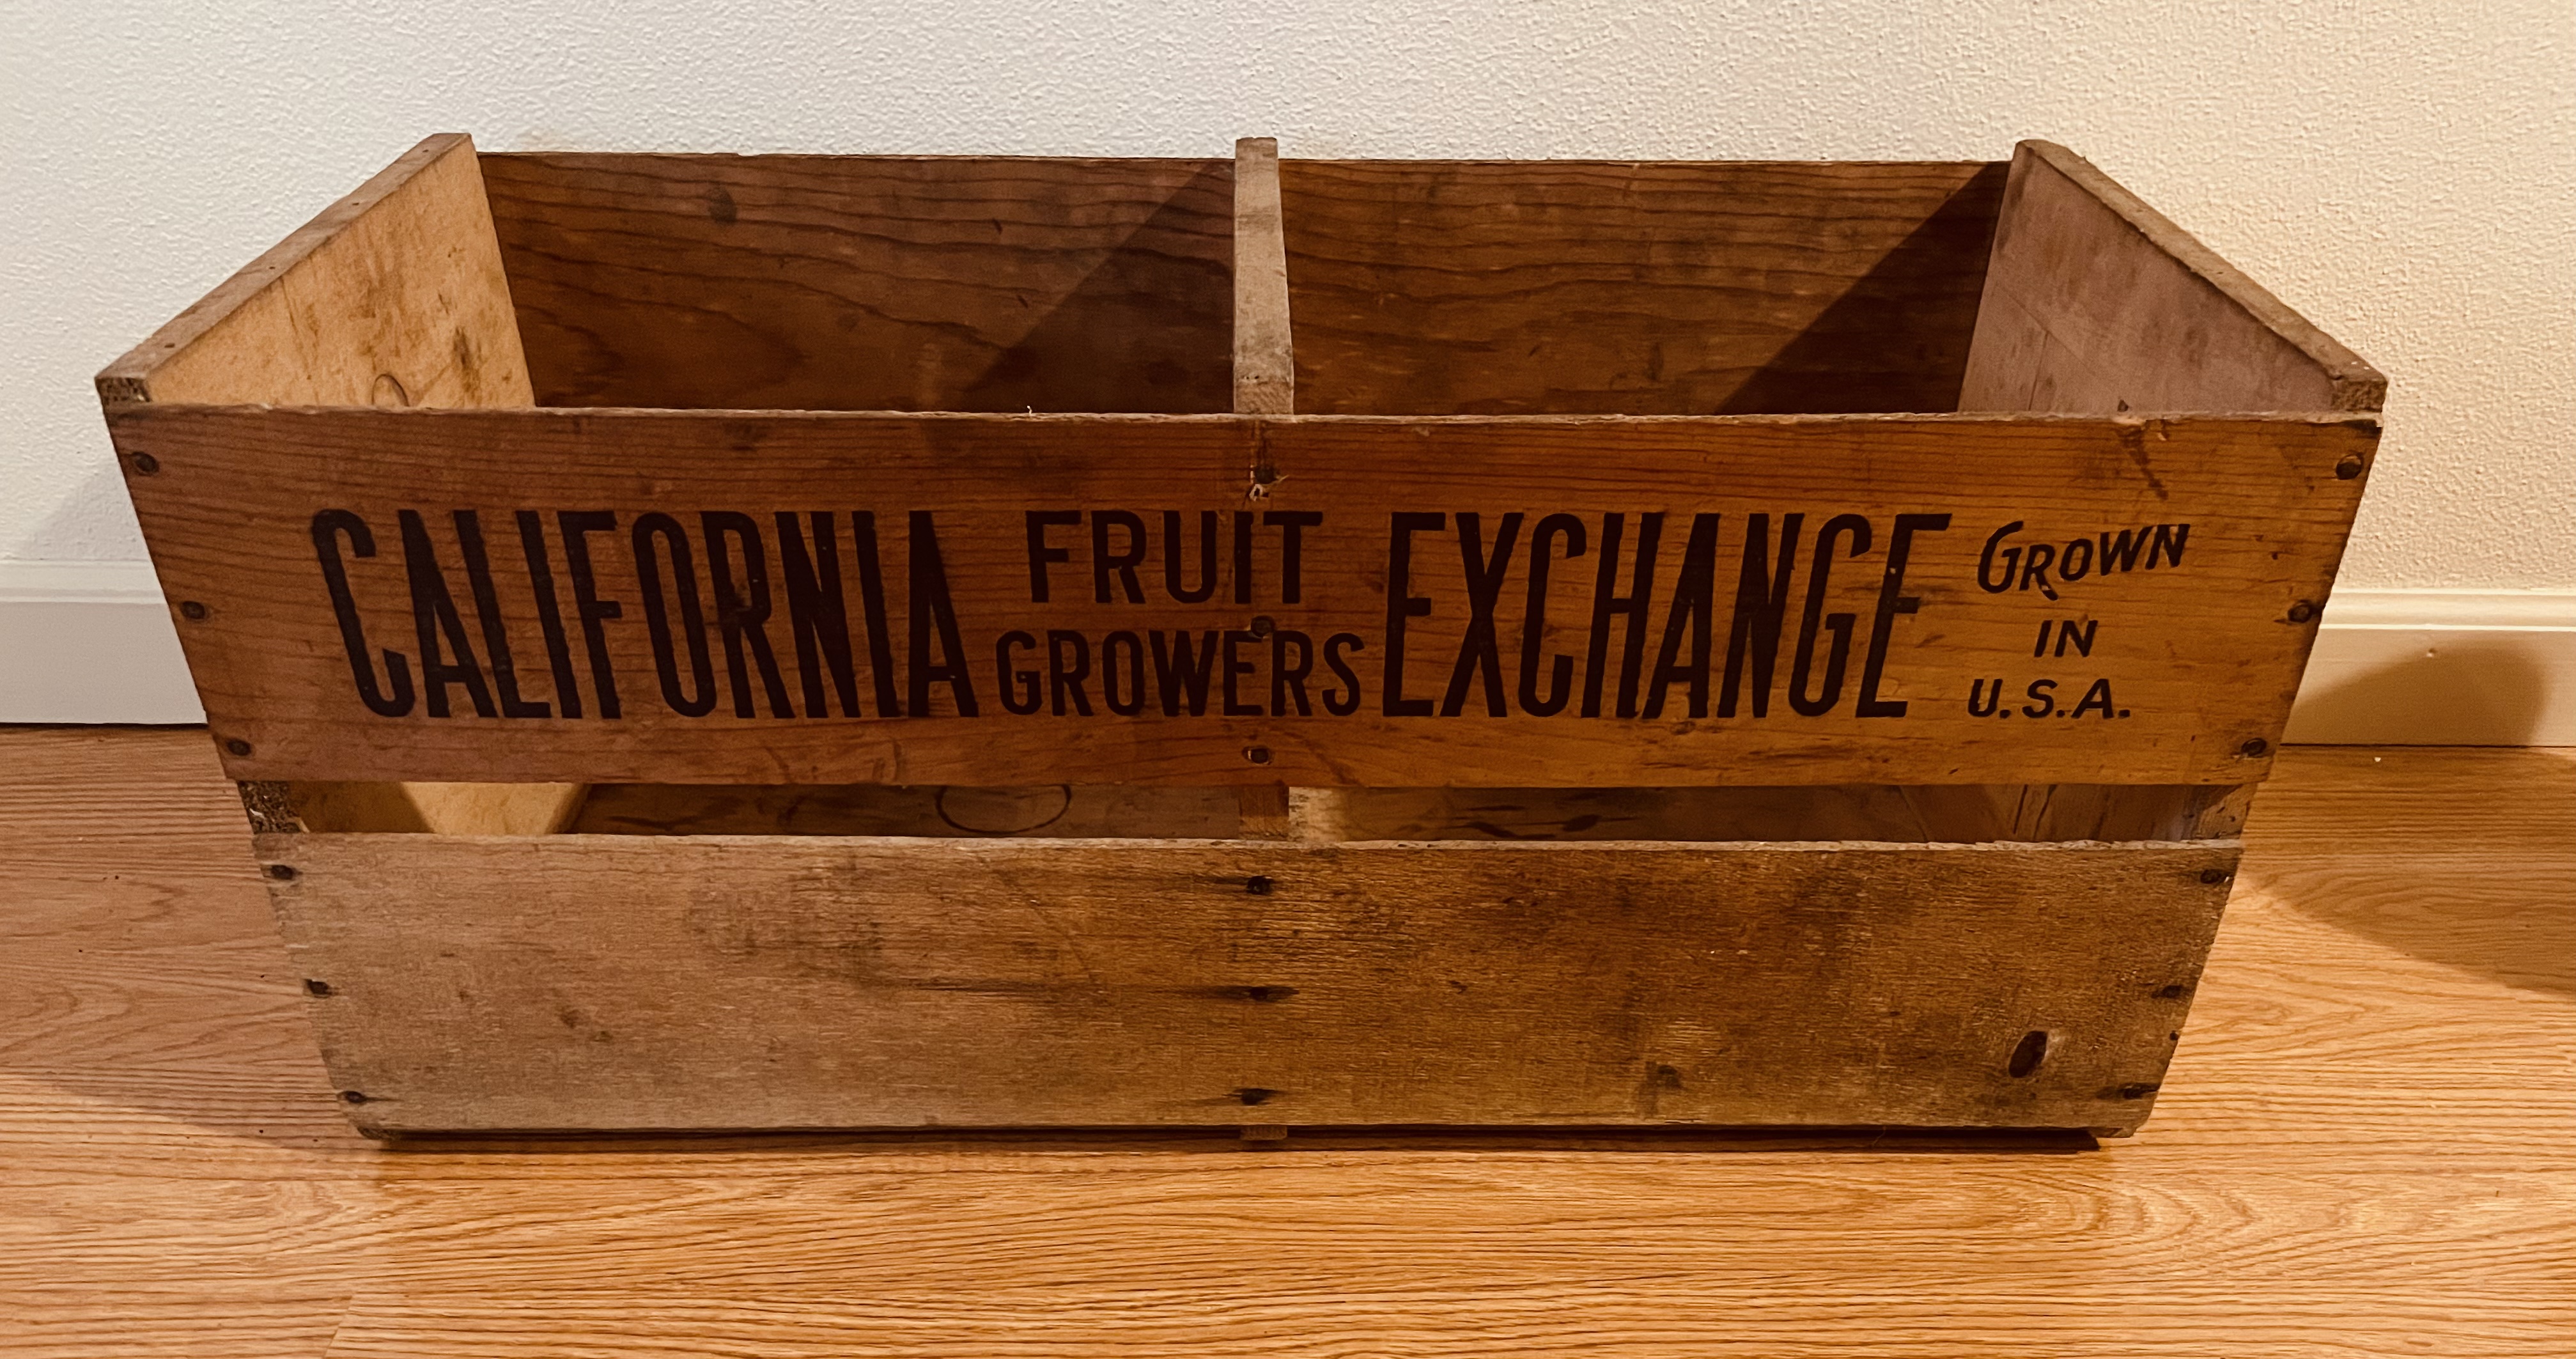 CALIFORNIA FRUIT GROWERS EXCHANGE
GROWN
IN
U.S.A.